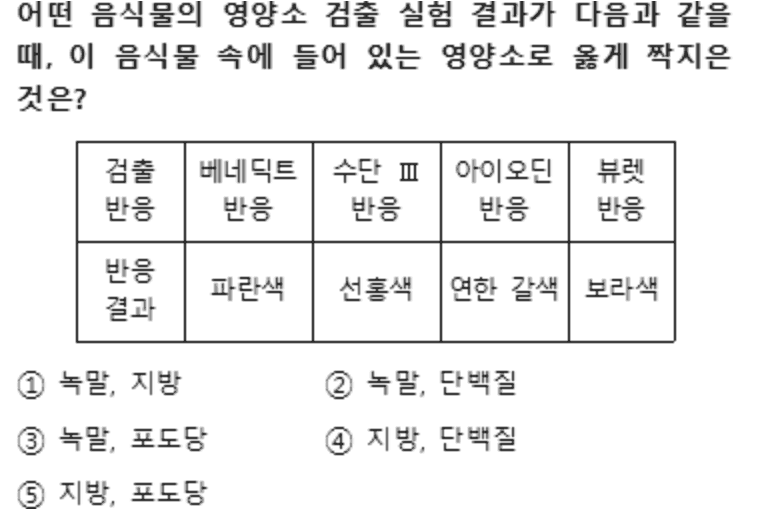 어떤 음식물의 영양소 검출 실험 결과가 다음과 같을
때, 이 음식물 속에 들어 있는 영양소로 옳게 짝지은
것은?
검출 반응 베네딕트 반응 수단 Ⅲ 반응 아이오딘 반응 뷰렛 반응
반응 결과 파란색 선홍색 연한 갈색 보라색
① 녹말, 지방 ② 녹말, 단백질
③ 녹말, 포도당 ④ 지방, 단백질
⑤ 지방, 포도당